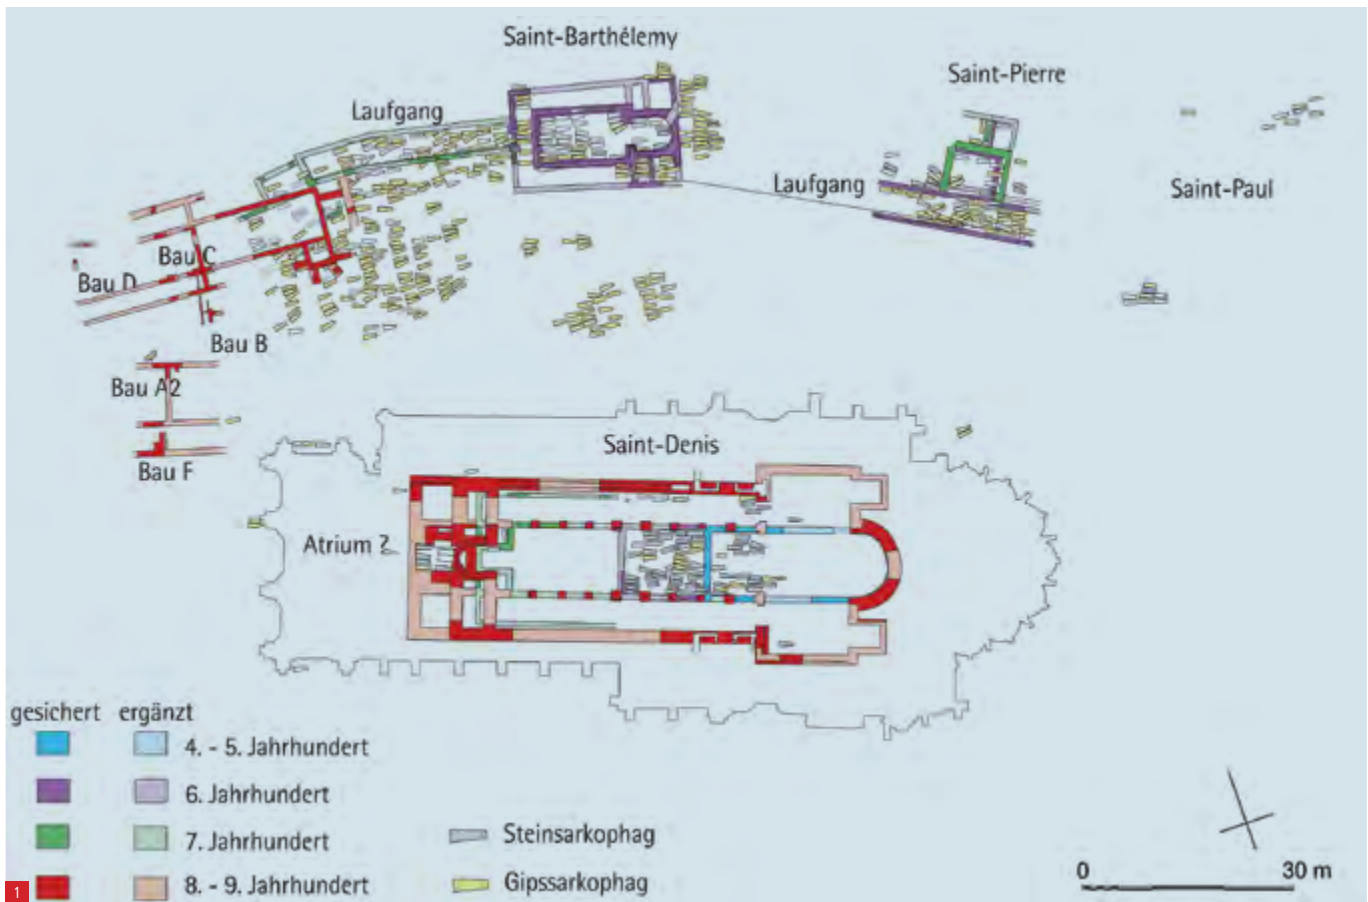 Saint-Barthélemy
Saint-Pierre
Laufgang
Laufgang
Saint-Paul
Bau C
Bau D
Bau B
Bau A2
Saint-Denis
Bau F
Atrium 2
gesichert ergänzt
4. - 5. Jahrhundert
6. Jahrhundert
7. Jahrhundert
8. - 9. Jahrhundert
Steinsarkophag
Gipssarkophag
0 30 m
1